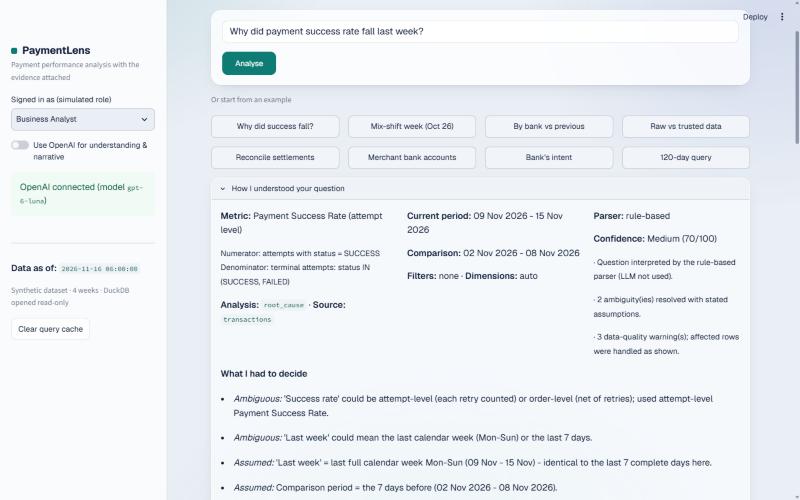 Deploy
PaymentLens
Payment performance analysis with the
evidence attached
Signed in as (simulated role)
Business Analyst
Use OpenAI for understanding &
narrative
OpenAI connected (model gpt-
6-luna)
Data as of: 2026-11-16 06:00:00
Synthetic dataset · 4 weeks · DuckDB
opened read-only
Clear query cache
Why did payment success rate fall last week?
Analyse
Or start from an example
Why did success fall?
Mix-shift week (Oct 26)
By bank vs previous
Raw vs trusted data
Reconcile settlements
Merchant bank accounts
Bank's intent
120-day query
How I understood your question
Metric: Payment Success Rate (attempt
level)
Numerator: attempts with status = SUCCESS
Denominator: terminal attempts: status IN
(SUCCESS, FAILED)
Analysis: root_cause · Source:
transactions
Current period: 09 Nov 2026 - 15 Nov
2026
Comparison: 02 Nov 2026 - 08 Nov 2026
Filters: none · Dimensions: auto
Parser: rule-based
Confidence: Medium (70/100)
· Question interpreted by the rule-based
parser (LLM not used).
· 2 ambiguity(ies) resolved with stated
assumptions.
· 3 data-quality warning(s); affected rows
were handled as shown.
What I had to decide
• Ambiguous: 'Success rate' could be attempt-level (each retry counted) or order-level (net of retries); used attempt-level
Payment Success Rate.
• Ambiguous: 'Last week' could mean the last calendar week (Mon-Sun) or the last 7 days.
• Assumed: 'Last week' = last full calendar week Mon-Sun (09 Nov - 15 Nov) - identical to the last 7 complete days here.
• Assumed: Comparison period = the 7 days before (02 Nov 2026 - 08 Nov 2026).